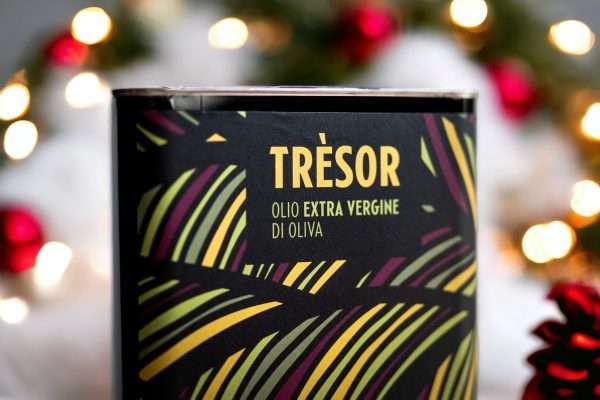 TRÈSOR
OLIO EXTRA VERGINE
DI OLIVA